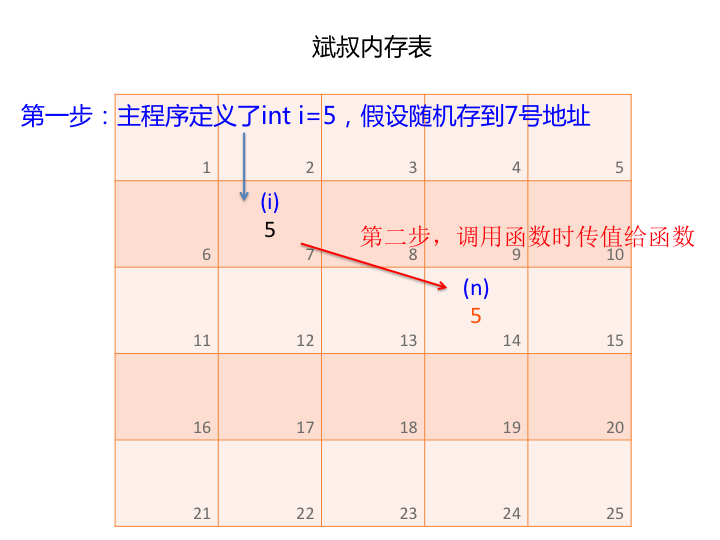 斌叔内存表
第一步：主程序定义了int i=5，假设随机存到7号地址
1 2 3 4 5
(i)
5
第二步，调用函数时传值给函数
6 7 8 9 10
(n)
5
11 12 13 14 15
16 17 18 19 20
21 22 23 24 25